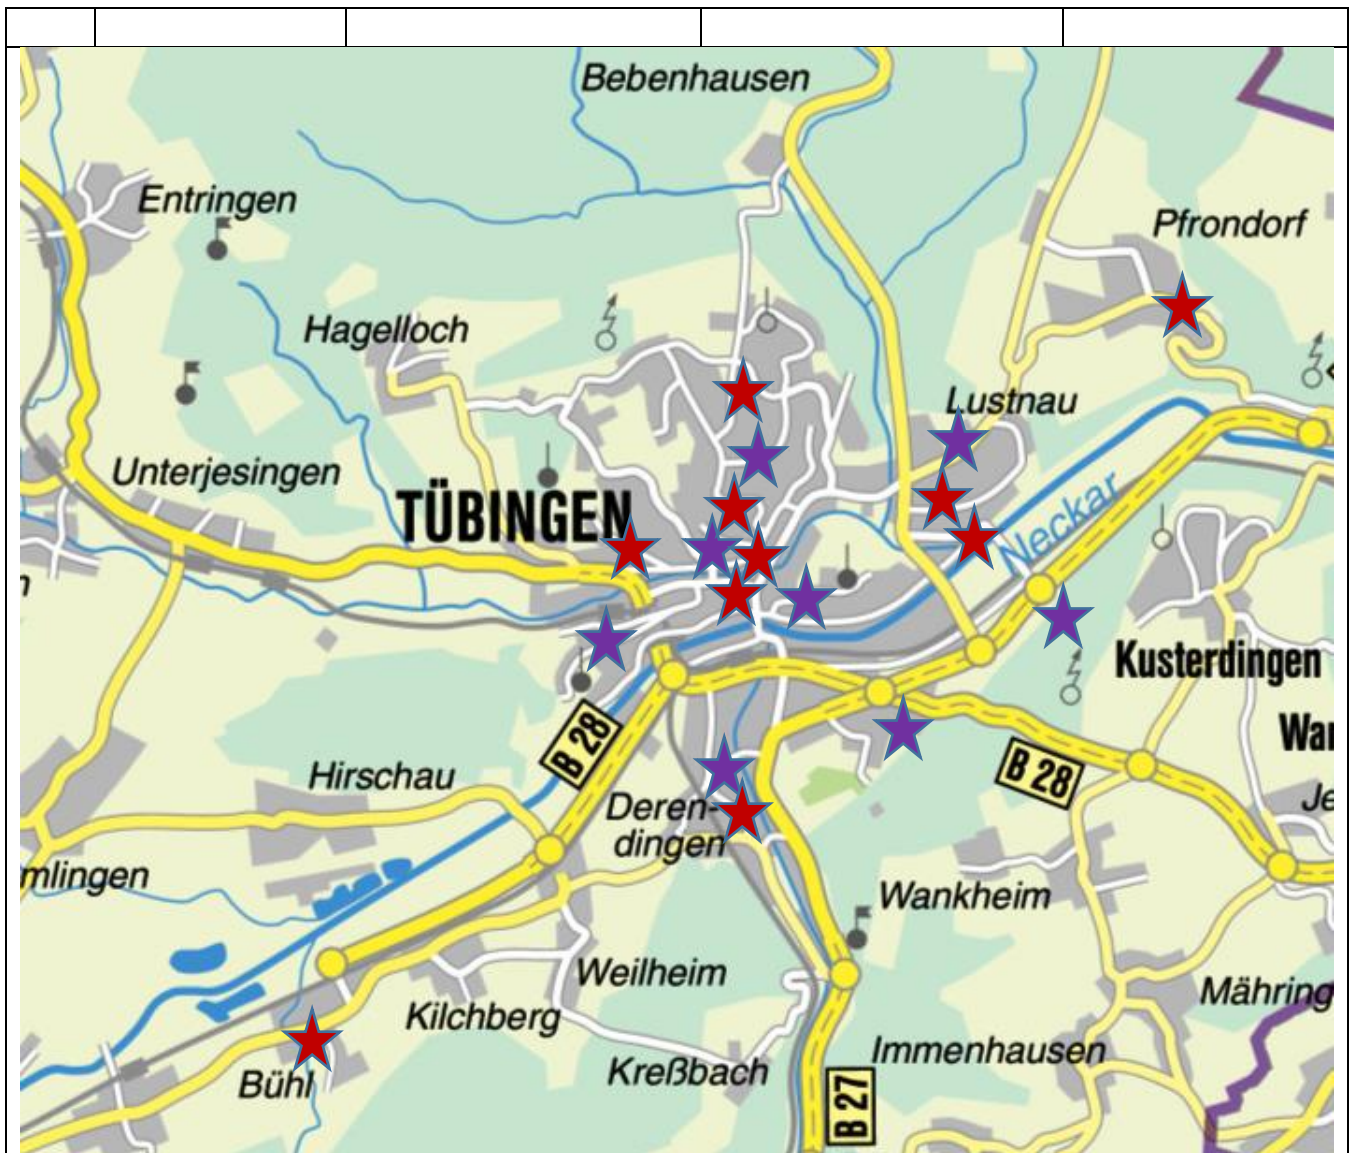 Bebenhausen
Entringen
Pfrondorf
Hagelloch
Lustnau
Unterjesingen
TÜBINGEN
Neckar
n
Kusterdingen
B 28
Wan
B 28
Hirschau
Je
Deren-
dingen
mlingen
Wankheim
Weilheim
Mähring
Kilchberg
Immenhausen
Kreßbach
Bühl
B 27